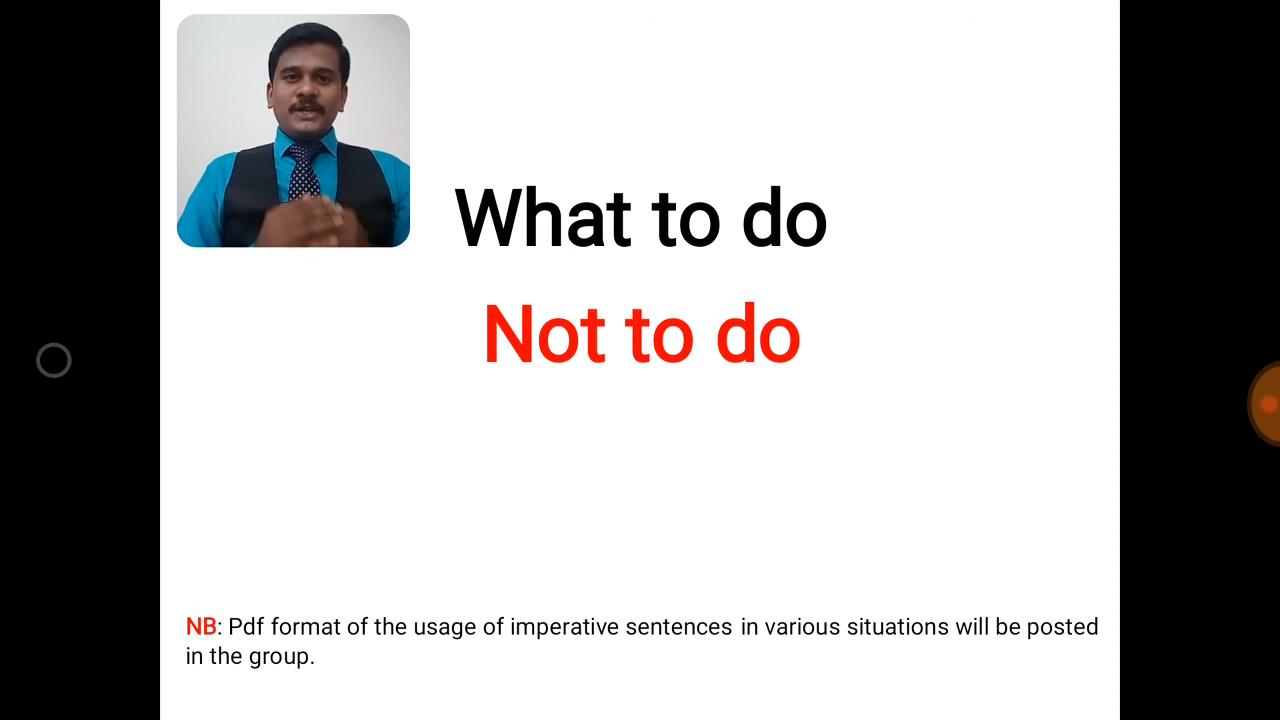 What to do
Not to do
NB: Pdf format of the usage of imperative sentences in various situations will be posted
in the group.